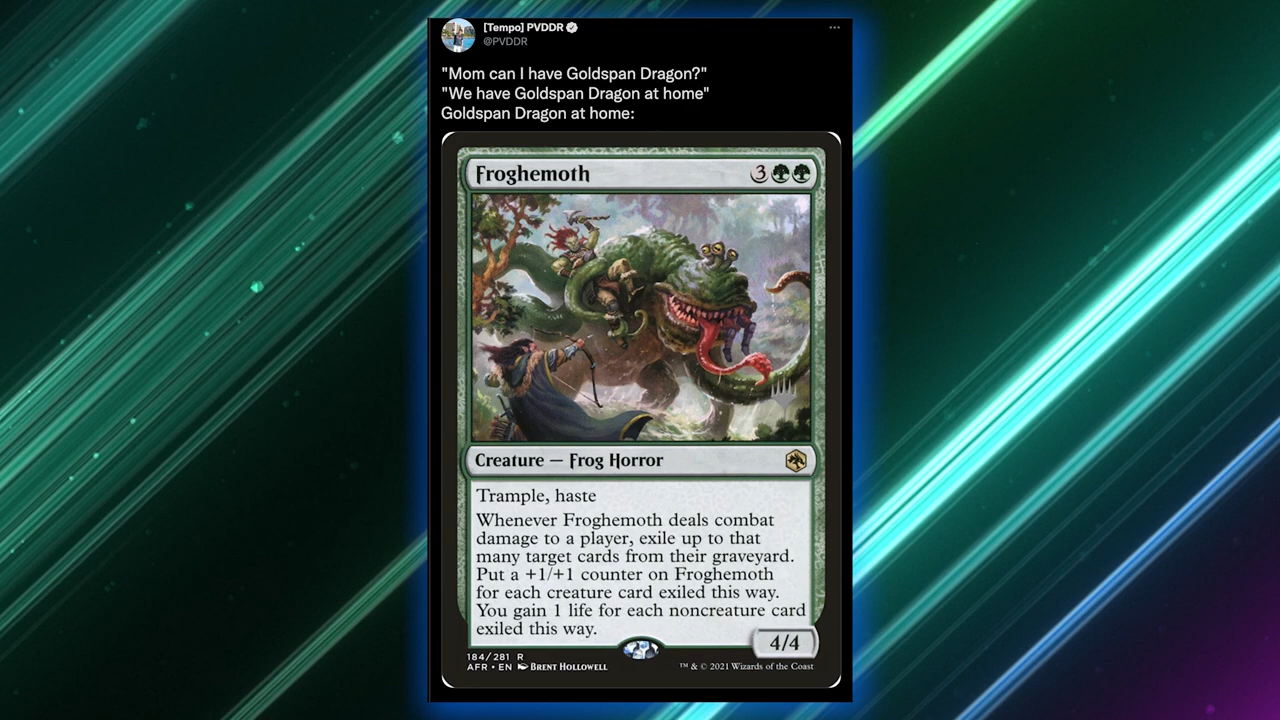 [Tempo] PVDDR
@PVDDR
"Mom can I have Goldspan Dragon?"
"We have Goldspan Dragon at home"
Goldspan Dragon at home:
Froghemoth 3
Creature — Frog Horror
Trample, haste
Whenever Froghemoth deals combat
damage to a player, exile up to that
many target cards from their graveyard.
Put a +1/+1 counter on Froghemoth
for each creature card exiled this way.
You gain 1 life for each noncreature card
exiled this way.
4/4
184/281 R
AFR • EN Brent Hollowell
™ & © 2021 Wizards of the Coast